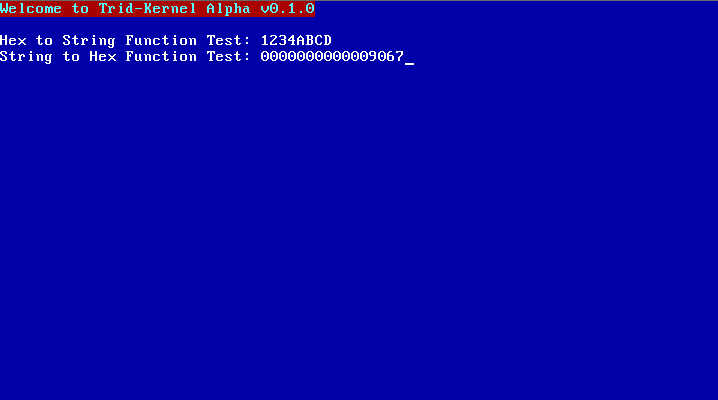 Welcome to Trid-Kernel Alpha v0.1.0
Hex to String Function Test: 1234ABCD
String to Hex Function Test: 0000000000009067_